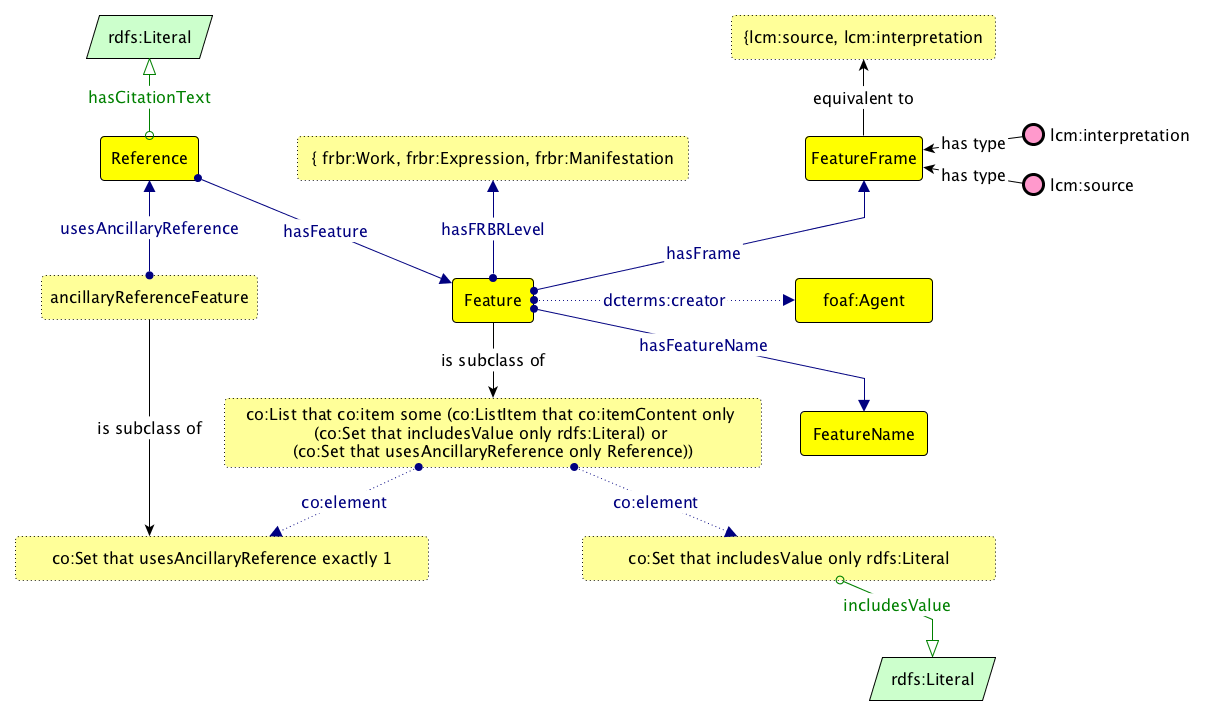 rdfs:Literal
{lcm:source, lcm:interpretation
hasCitationText
equivalent to
Reference
{ frbr:Work, frbr:Expression, frbr:Manifestation
FeatureFrame
has type
lcm:interpretation
has type
lcm:source
usesAncillaryReference
hasFeature
hasFRBRLevel
hasFrame
ancillaryReferenceFeature
Feature
dcterms:creator
foaf:Agent
hasFeatureName
is subclass of
is subclass of
co:List that co:item some (co:ListItem that co:itemContent only
(co:Set that includesValue only rdfs:Literal) or
(co:Set that usesAncillaryReference only Reference))
FeatureName
co:element
co:element
co:Set that usesAncillaryReference exactly 1
co:Set that includesValue only rdfs:Literal
includesValue
rdfs:Literal